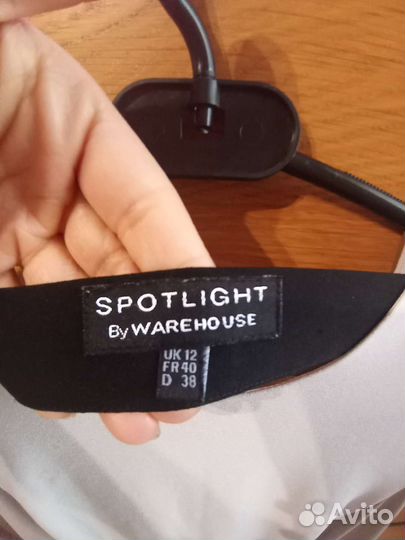 SPOTLIGHT
By WAREHOUSE
UK 12
FR 40
D 38
Avito